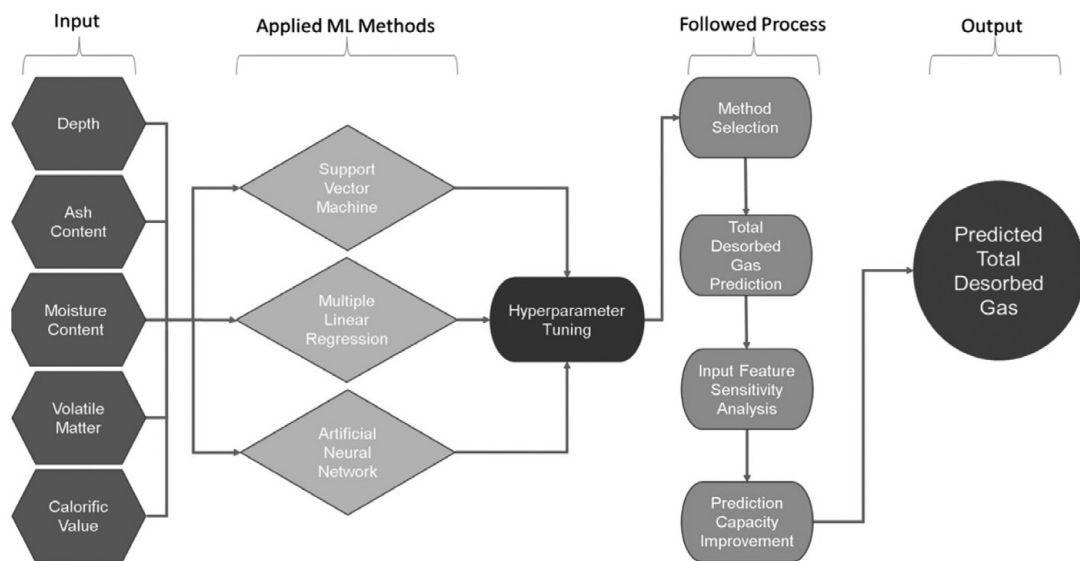 Input
Applied ML Methods
Followed Process
Output
Depth
Ash
Content
Moisture
Content
Volatile
Matter
Calorific
Value
Support
Vector
Machine
Multiple
Linear
Regression
Artificial
Neural
Network
Hyperparameter
Tuning
Method
Selection
Total
Desorbed
Gas
Prediction
Input Feature
Sensitivity
Analysis
Prediction
Capacity
Improvement
Predicted
Total
Desorbed
Gas